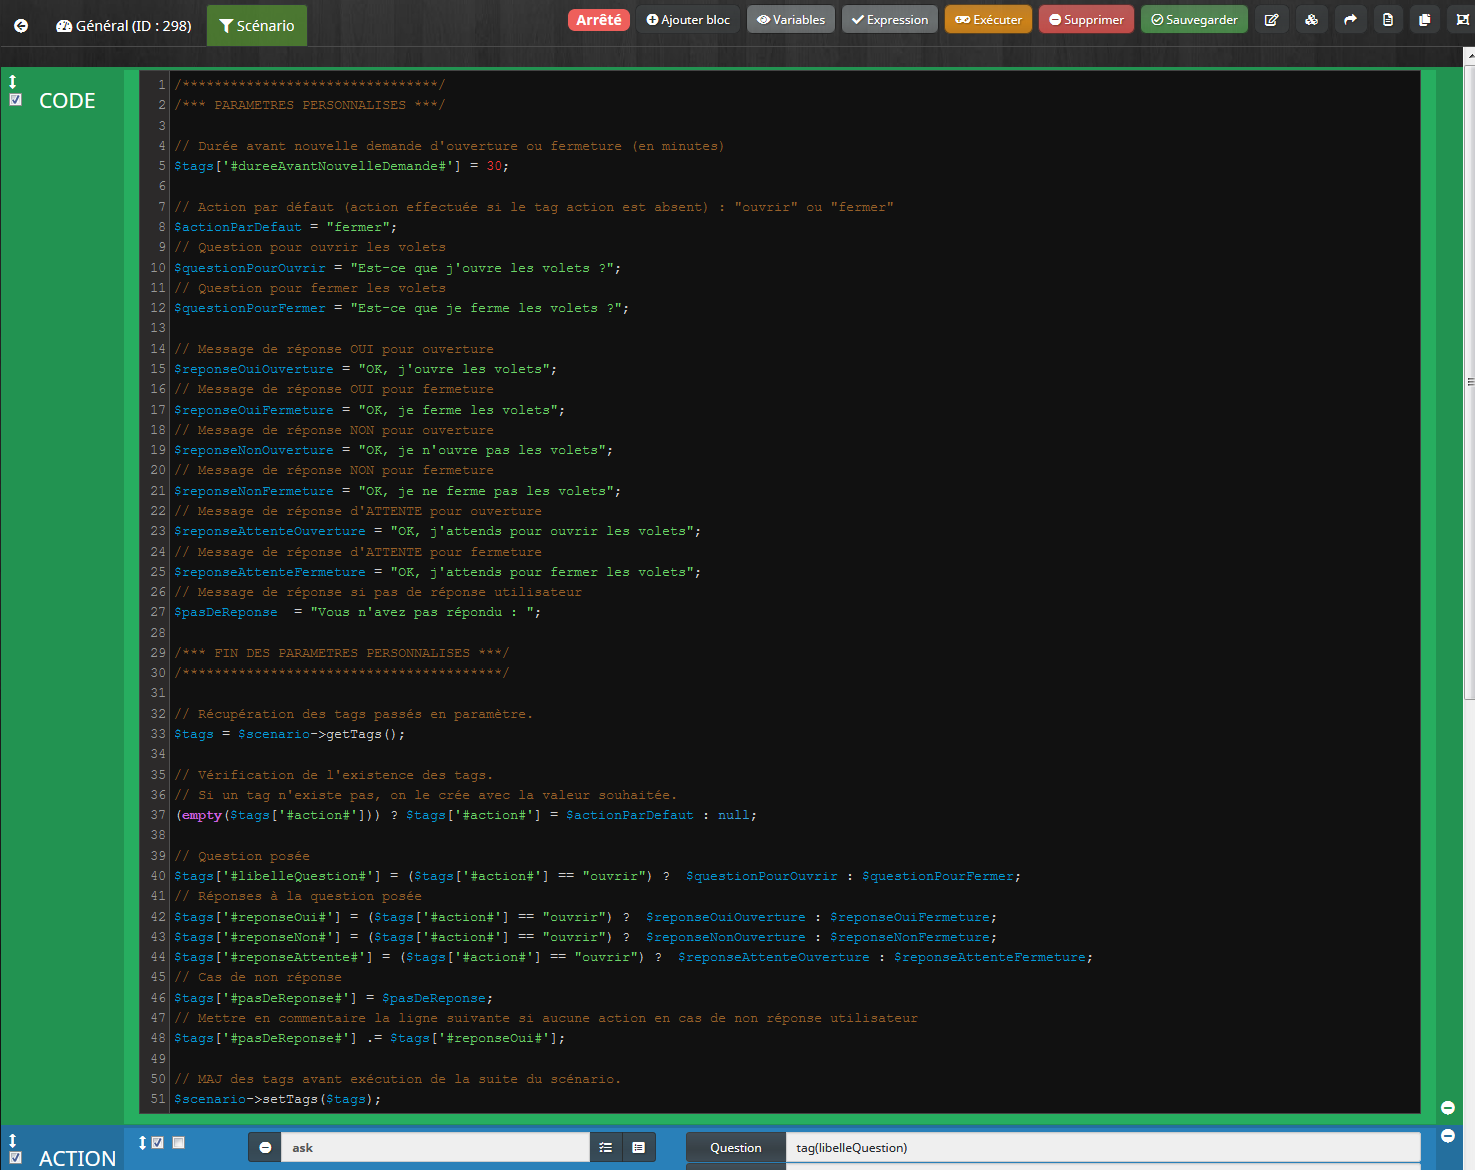 Général (ID : 298) Scénario Arrêté Ajouter bloc Variables Expression Exécuter Supprimer Sauvegarder
CODE
1 /********************************/
2 /*** PARAMETRES PERSONNALISES ***/
3
4 // Durée avant nouvelle demande d'ouverture ou fermeture (en minutes)
5 $tags['#dureeAvantNouvelleDemande#'] = 30;
6
7 // Action par défaut (action effectuée si le tag action est absent) : "ouvrir" ou "fermer"
8 $actionParDefaut = "fermer";
9 // Question pour ouvrir les volets
10 $questionPourOuvrir = "Est-ce que j'ouvre les volets ?";
11 // Question pour fermer les volets
12 $questionPourFermer = "Est-ce que je ferme les volets ?";
13
14 // Message de réponse OUI pour ouverture
15 $reponseOuiOuverture = "OK, j'ouvre les volets";
16 // Message de réponse OUI pour fermeture
17 $reponseOuiFermeture = "OK, je ferme les volets";
18 // Message de réponse NON pour ouverture
19 $reponseNonOuverture = "OK, je n'ouvre pas les volets";
20 // Message de réponse NON pour fermeture
21 $reponseNonFermeture = "OK, je ne ferme pas les volets";
22 // Message de réponse d'ATTENTE pour ouverture
23 $reponseAttenteOuverture = "OK, j'attends pour ouvrir les volets";
24 // Message de réponse d'ATTENTE pour fermeture
25 $reponseAttenteFermeture = "OK, j'attends pour fermer les volets";
26 // Message de réponse si pas de réponse utilisateur
27 $pasDeReponse  = "Vous n'avez pas répondu : ";
28
29 /*** FIN DES PARAMETRES PERSONNALISES ***/
30 /****************************************/
31
32 // Récupération des tags passés en paramètre.
33 $tags = $scenario->getTags();
34
35 // Vérification de l'existence des tags.
36 // Si un tag n'existe pas, on le crée avec la valeur souhaitée.
37 (empty($tags['#action#'])) ? $tags['#action#'] = $actionParDefaut : null;
38
39 // Question posée
40 $tags['#libelleQuestion#'] = ($tags['#action#'] == "ouvrir") ?  $questionPourOuvrir : $questionPourFermer;
41 // Réponses à la question posée
42 $tags['#reponseOui#'] = ($tags['#action#'] == "ouvrir") ?  $reponseOuiOuverture : $reponseOuiFermeture;
43 $tags['#reponseNon#'] = ($tags['#action#'] == "ouvrir") ?  $reponseNonOuverture : $reponseNonFermeture;
44 $tags['#reponseAttente#'] = ($tags['#action#'] == "ouvrir") ?  $reponseAttenteOuverture : $reponseAttenteFermeture;
45 // Cas de non réponse
46 $tags['#pasDeReponse#'] = $pasDeReponse;
47 // Mettre en commentaire la ligne suivante si aucune action en cas de non réponse utilisateur
48 $tags['#pasDeReponse#'] .= $tags['#reponseOui#'];
49
50 // MAJ des tags avant exécution de la suite du scénario.
51 $scenario->setTags($tags);
ACTION ask Question tag(libelleQuestion)